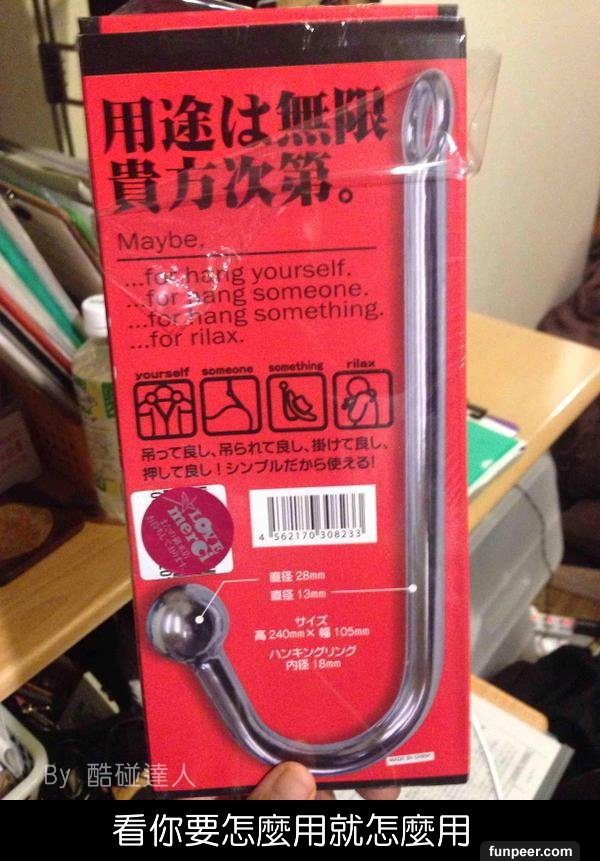 用途は無限
貴方次第。
Maybe,
...for hang yourself.
...for hang someone.
...for hang something.
...for rilax.
yourself someone something rilax
吊って良し、吊られて良し、掛けて良し、
押して良し!シンプルだから使える!
LOVE
merci
4 562170 308233
直径 28mm
直径 13mm
サイズ
高 240mm×幅 105mm
ハンキングリング
内径 18mm
By 酷碰達人
看你要怎麼用就怎麼用
funpeer.com